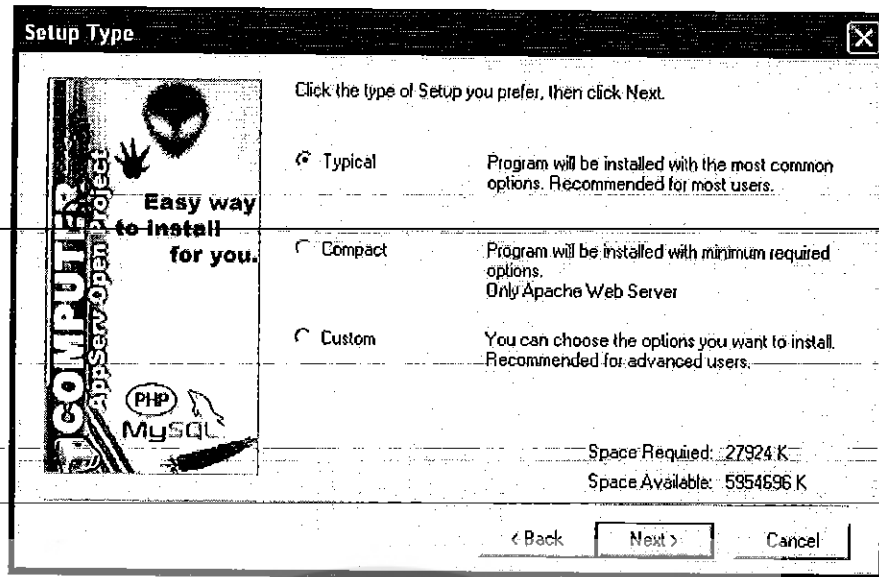 Setup Type
Click the type of Setup you prefer, then click Next.
Typical
Program will be installed with the most common
options. Recommended for most users.
Compact
Program will be installed with minimum required
options.
Only Apache Web Server
Custom
You can choose the options you want to install.
Recommended for advanced users.
COMPUTER
AppServ Open Project
Easy way
to install
for you.
PHP
MySQL
Space Required: 27924 K
Space Available: 5954696 K
< Back
Next >
Cancel